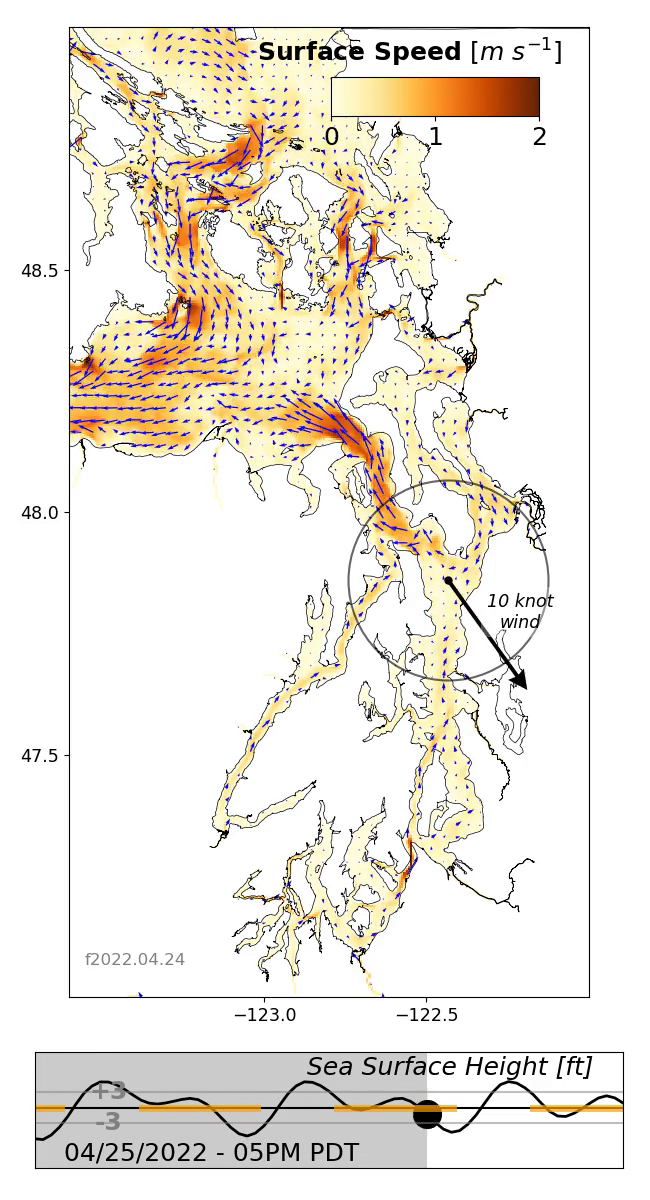 Surface Speed [m s⁻¹]
0 1 2
48.5
48.0
10 knot
wind
47.5
f2022.04.24
−123.0 −122.5
Sea Surface Height [ft]
+3
-3
04/25/2022 - 05PM PDT